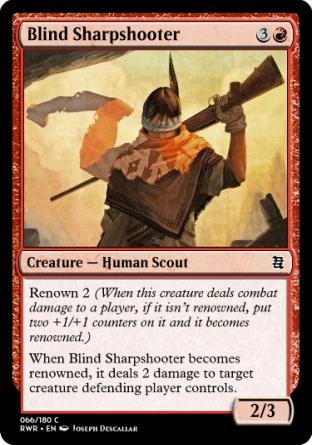 Blind Sharpshooter 3
Creature — Human Scout
Renown 2 (When this creature deals combat
damage to a player, if it isn't renowned, put
two +1/+1 counters on it and it becomes
renowned.)
When Blind Sharpshooter becomes
renowned, it deals 2 damage to target
creature defending player controls.
2/3
066/180 C
RWR • EN Joseph Descallar